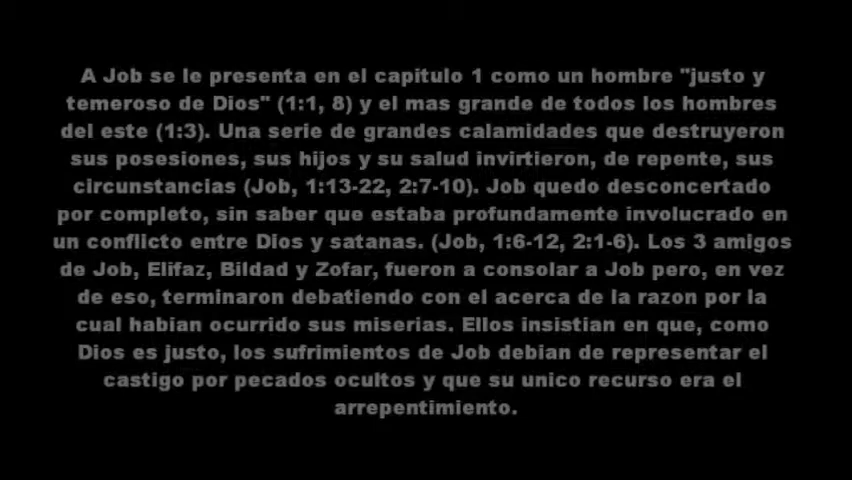 A Job se le presenta en el capitulo 1 como un hombre "justo y
temeroso de Dios" (1:1, 8) y el mas grande de todos los hombres
del este (1:3). Una serie de grandes calamidades que destruyeron
sus posesiones, sus hijos y su salud invirtieron, de repente, sus
circunstancias (Job, 1:13-22, 2:7-10). Job quedo desconcertado
por completo, sin saber que estaba profundamente involucrado en
un conflicto entre Dios y satanas. (Job, 1:6-12, 2:1-6). Los 3 amigos
de Job, Elifaz, Bildad y Zofar, fueron a consolar a Job pero, en vez
de eso, terminaron debatiendo con el acerca de la razon por la
cual habian ocurrido sus miserias. Ellos insistian en que, como
Dios es justo, los sufrimientos de Job debian de representar el
castigo por pecados ocultos y que su unico recurso era el
arrepentimiento.